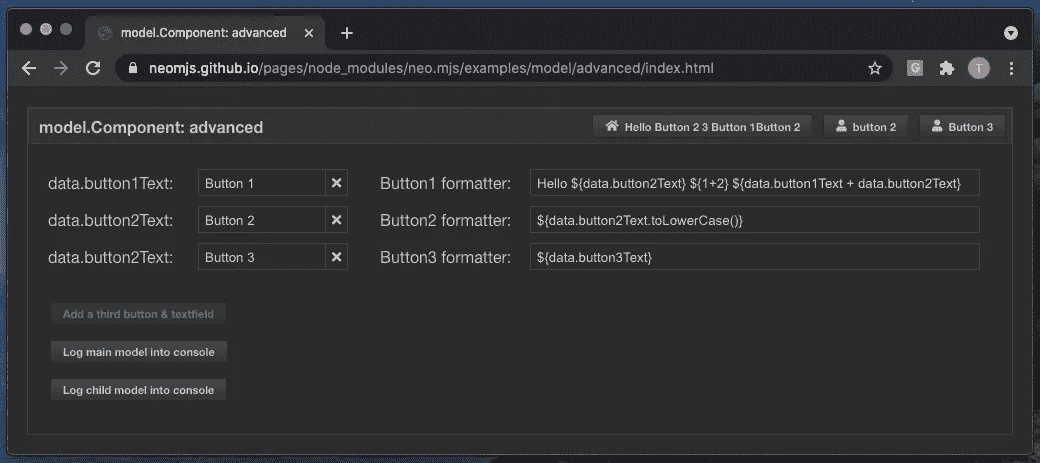 model.Component: advanced
neomjs.github.io/pages/node_modules/neo.mjs/examples/model/advanced/index.html
G
T
model.Component: advanced
Hello Button 2 3 Button 1Button 2
button 2
Button 3
data.button1Text:
Button 1
Button1 formatter:
Hello ${data.button2Text} ${1+2} ${data.button1Text + data.button2Text}
data.button2Text:
Button 2
Button2 formatter:
${data.button2Text.toLowerCase()}
data.button2Text:
Button 3
Button3 formatter:
${data.button3Text}
Add a third button & textfield
Log main model into console
Log child model into console